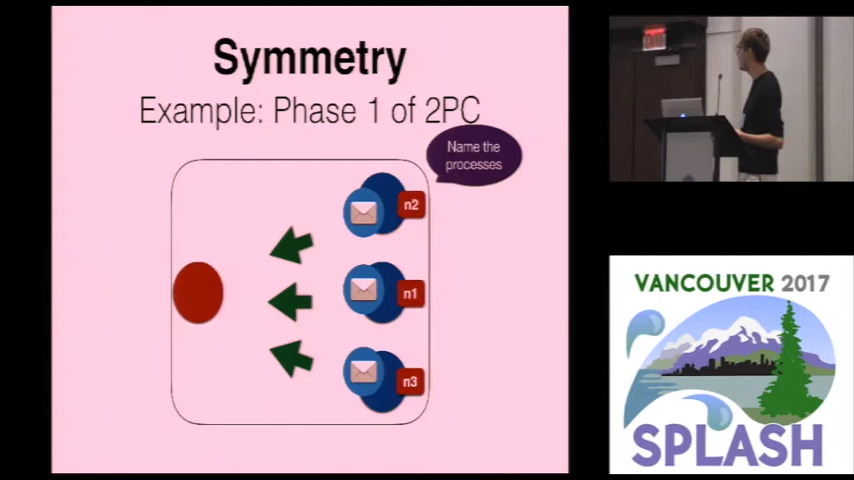 Symmetry
Example: Phase 1 of 2PC
Name the
processes
n2
n1
n3
VANCOUVER 2017
SPLASH